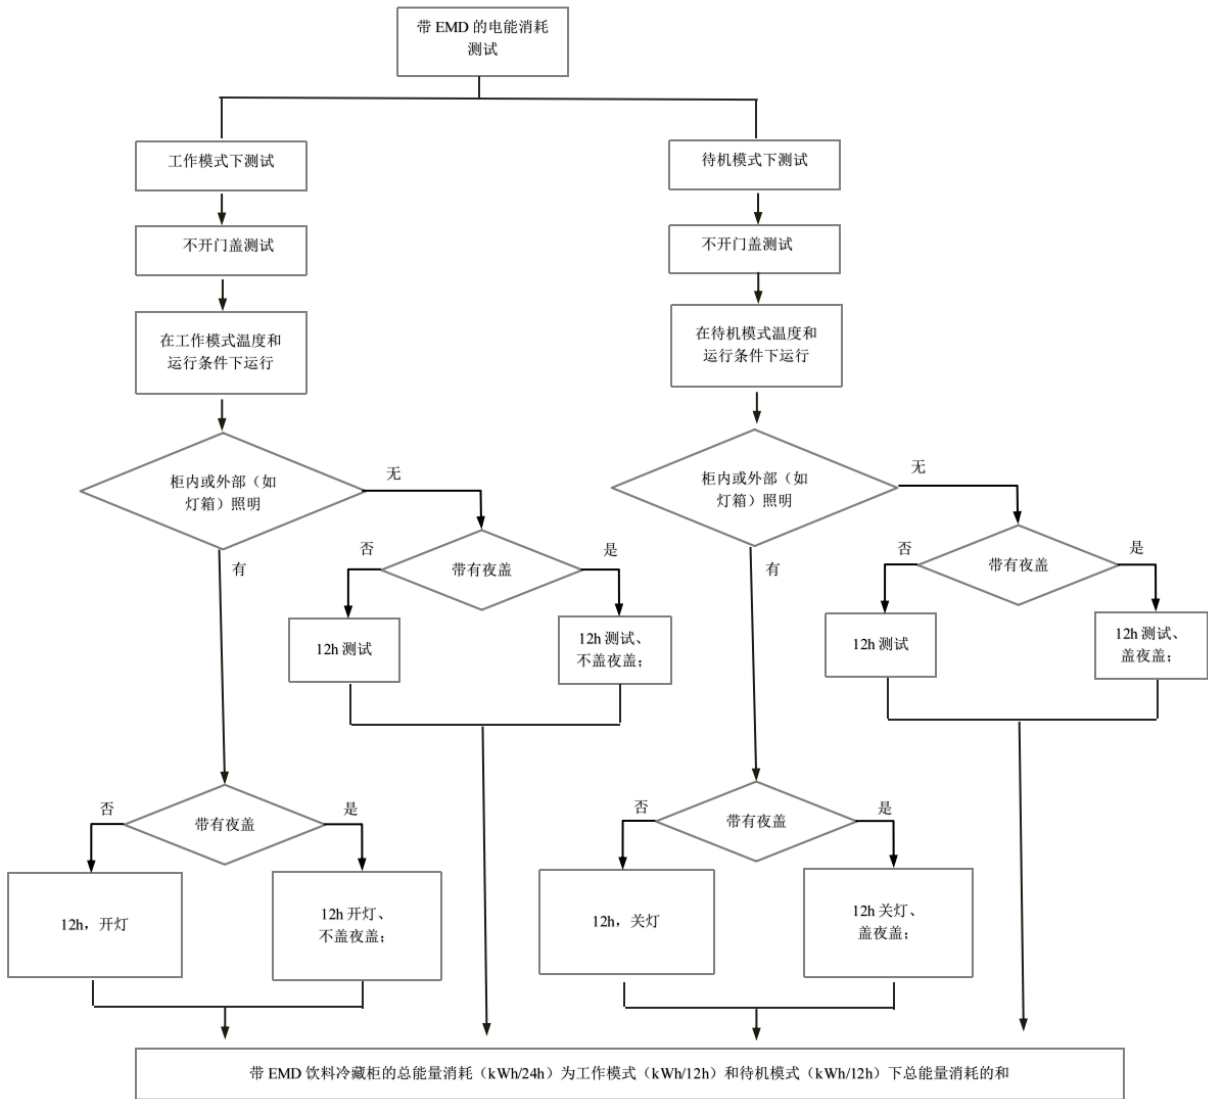 带 EMD 的电能消耗
测试
工作模式下测试
待机模式下测试
不开门盖测试
不开门盖测试
在工作模式温度和
运行条件下运行
在待机模式温度和
运行条件下运行
柜内或外部（如
灯箱）照明
无
有
柜内或外部（如
灯箱）照明
无
有
带有夜盖
否
是
带有夜盖
否
是
12h 测试
12h 测试、
不盖夜盖；
12h 测试
12h 测试、
盖夜盖；
带有夜盖
否
是
带有夜盖
否
是
12h，开灯
12h 开灯、
不盖夜盖；
12h，关灯
12h 关灯、
盖夜盖；
带 EMD 饮料冷藏柜的总能量消耗（kWh/24h）为工作模式（kWh/12h）和待机模式（kWh/12h）下总能量消耗的和